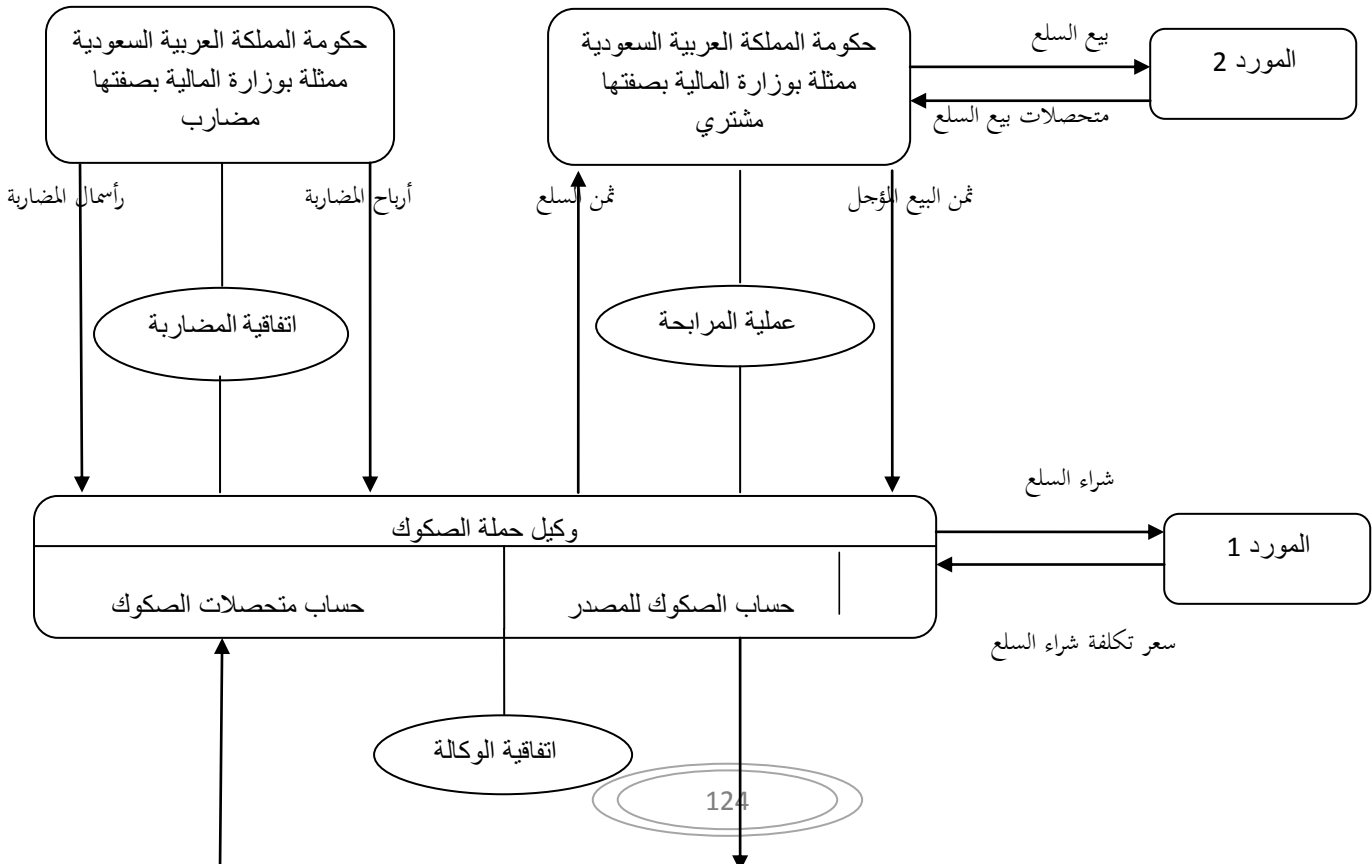 حكومة المملكة العربية السعودية
ممثلة بوزارة المالية بصفتها
مضارب
حكومة المملكة العربية السعودية
ممثلة بوزارة المالية بصفتها
مشتري
بيع السلع
المورد 2
متحصلات بيع السلع
رأسمال المضاربة
أرباح المضاربة
ثمن السلع
ثمن البيع المؤجل
اتفاقية المضاربة
عملية المرابحة
شراء السلع
وكيل حملة الصكوك
المورد 1
حساب الصكوك للمصدر
حساب متحصلات الصكوك
سعر تكلفة شراء السلع
اتفاقية الوكالة
124